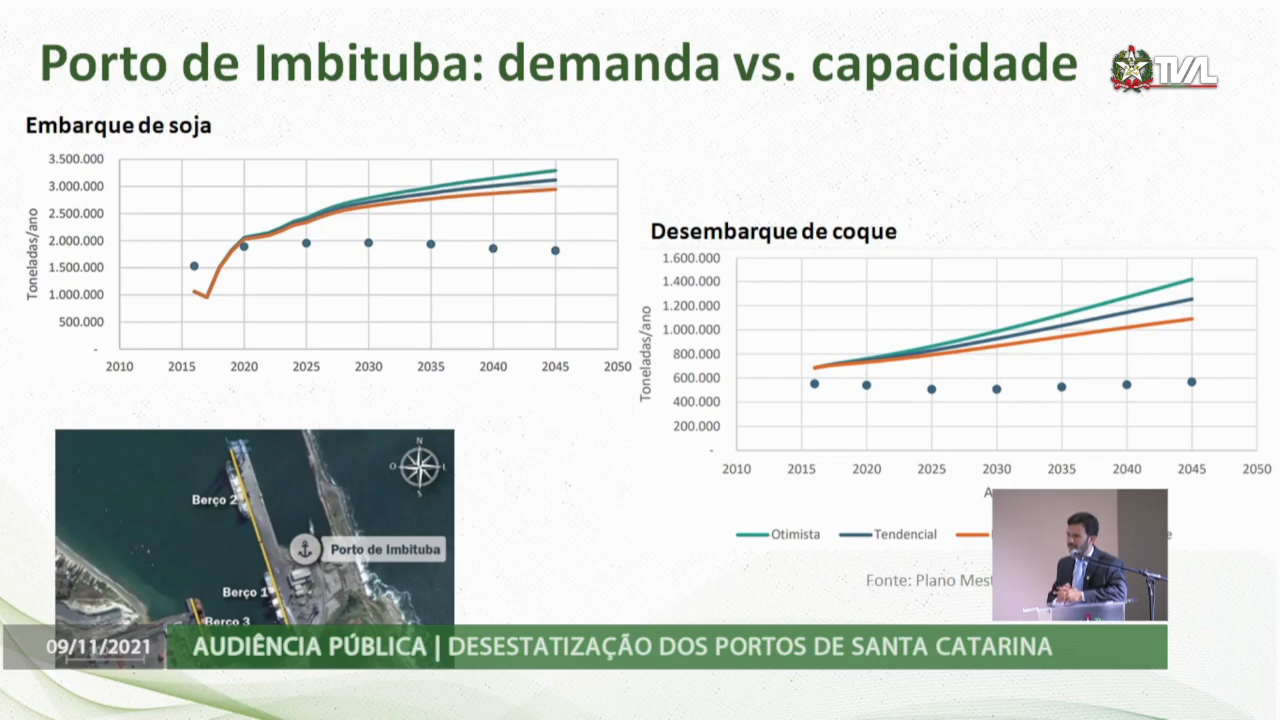 Porto de Imbituba: demanda vs. capacidade
TVAL
Embarque de soja
3.500.000
3.000.000
2.500.000
2.000.000
1.500.000
1.000.000
500.000
-
Toneladas/ano
2010 2015 2020 2025 2030 2035 2040 2045 2050
Desembarque de coque
1.600.000
1.400.000
1.200.000
1.000.000
800.000
600.000
400.000
200.000
-
Toneladas/ano
2010 2015 2020 2025 2030 2035 2040 2045 2050
A
Otimista Tendencial e
Fonte: Plano Mest
N
O L
S
Berço 2
Porto de Imbituba
Berço 1
Berço 3
09/11/2021
AUDIÊNCIA PÚBLICA | DESESTATIZAÇÃO DOS PORTOS DE SANTA CATARINA